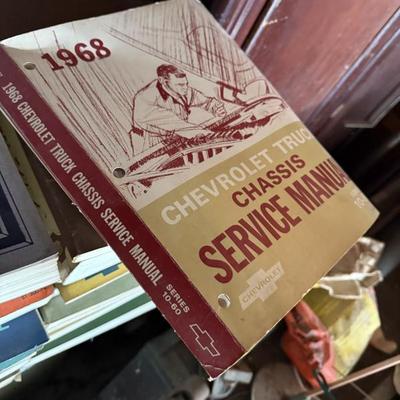 1968
CHEVROLET TRUCK
CHASSIS
SERVICE MANUAL
CHEVROLET
1968 CHEVROLET TRUCK CHASSIS SERVICE MANUAL
SERIES
10-60